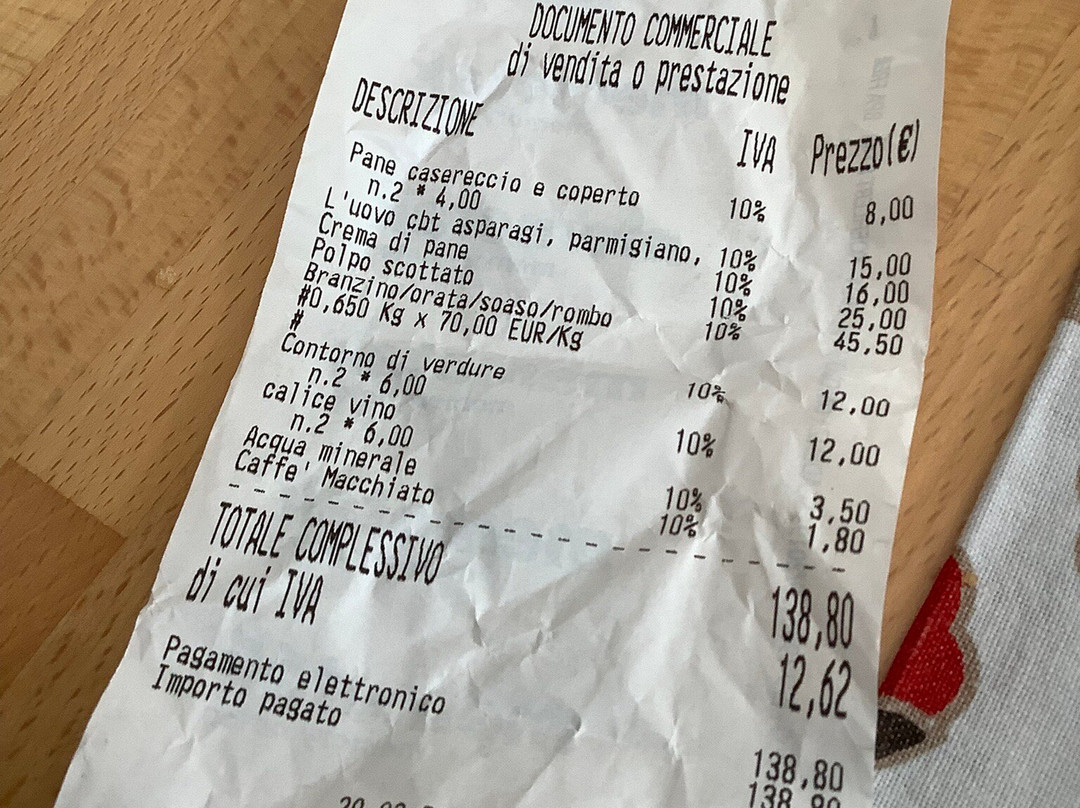 DOCUMENTO COMMERCIALE
di vendita o prestazione
DESCRIZIONE IVA Prezzo(€)
Pane casereccio e coperto 10% 8,00
n.2 * 4,00
L'uovo cbt asparagi, parmigiano, 10% 15,00
Crema di pane 10% 16,00
Polpo scottato 10% 25,00
Branzino/orata/soaso/rombo 10% 45,50
#0,650 Kg x 70,00 EUR/Kg
#
Contorno di verdure 10% 12,00
n.2 * 6,00
calice vino 10% 12,00
n.2 * 6,00
Acqua minerale 10% 3,50
Caffe' Macchiato 10% 1,80
TOTALE COMPLESSIVO 138,80
di cui IVA 12,62
Pagamento elettronico 138,80
Importo pagato 138,80